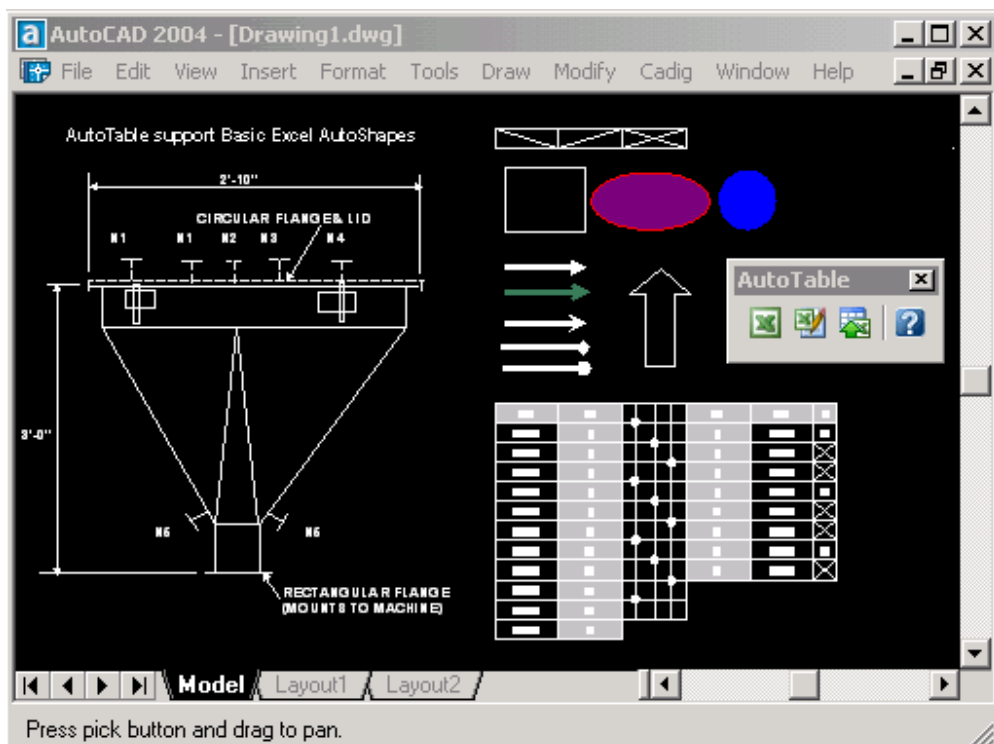 AutoCAD 2004 - [Drawing1.dwg]
File Edit View Insert Format Tools Draw Modify Cadig Window Help
AutoTable support Basic Excel AutoShapes
2'-10"
CIRCULAR FLANGE& LID
N1 N1 N2 N3 N4
AutoTable
3'-0"
N5 N5
RECTANGULAR FLANGE
(MOUNTS TO MACHINE)
Model Layout1 Layout2
Press pick button and drag to pan.